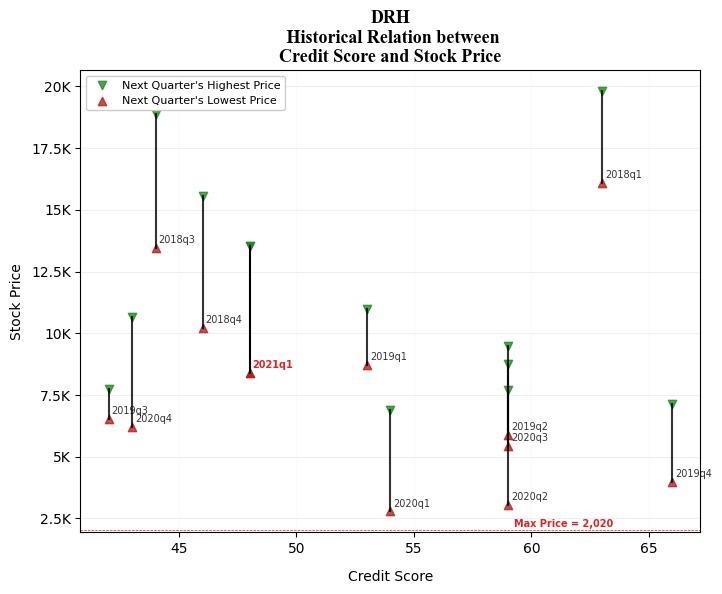 DRH
Historical Relation between
Credit Score and Stock Price
Next Quarter's Highest Price
Next Quarter's Lowest Price
20K
17.5K
15K
12.5K
10K
7.5K
5K
2.5K
Stock Price
2018q1
2018q3
2018q4
2021q1
2019q1
2019q3
2020q4
2019q2
2020q3
2019q4
2020q1
2020q2
Max Price = 2,020
45
50
55
60
65
Credit Score